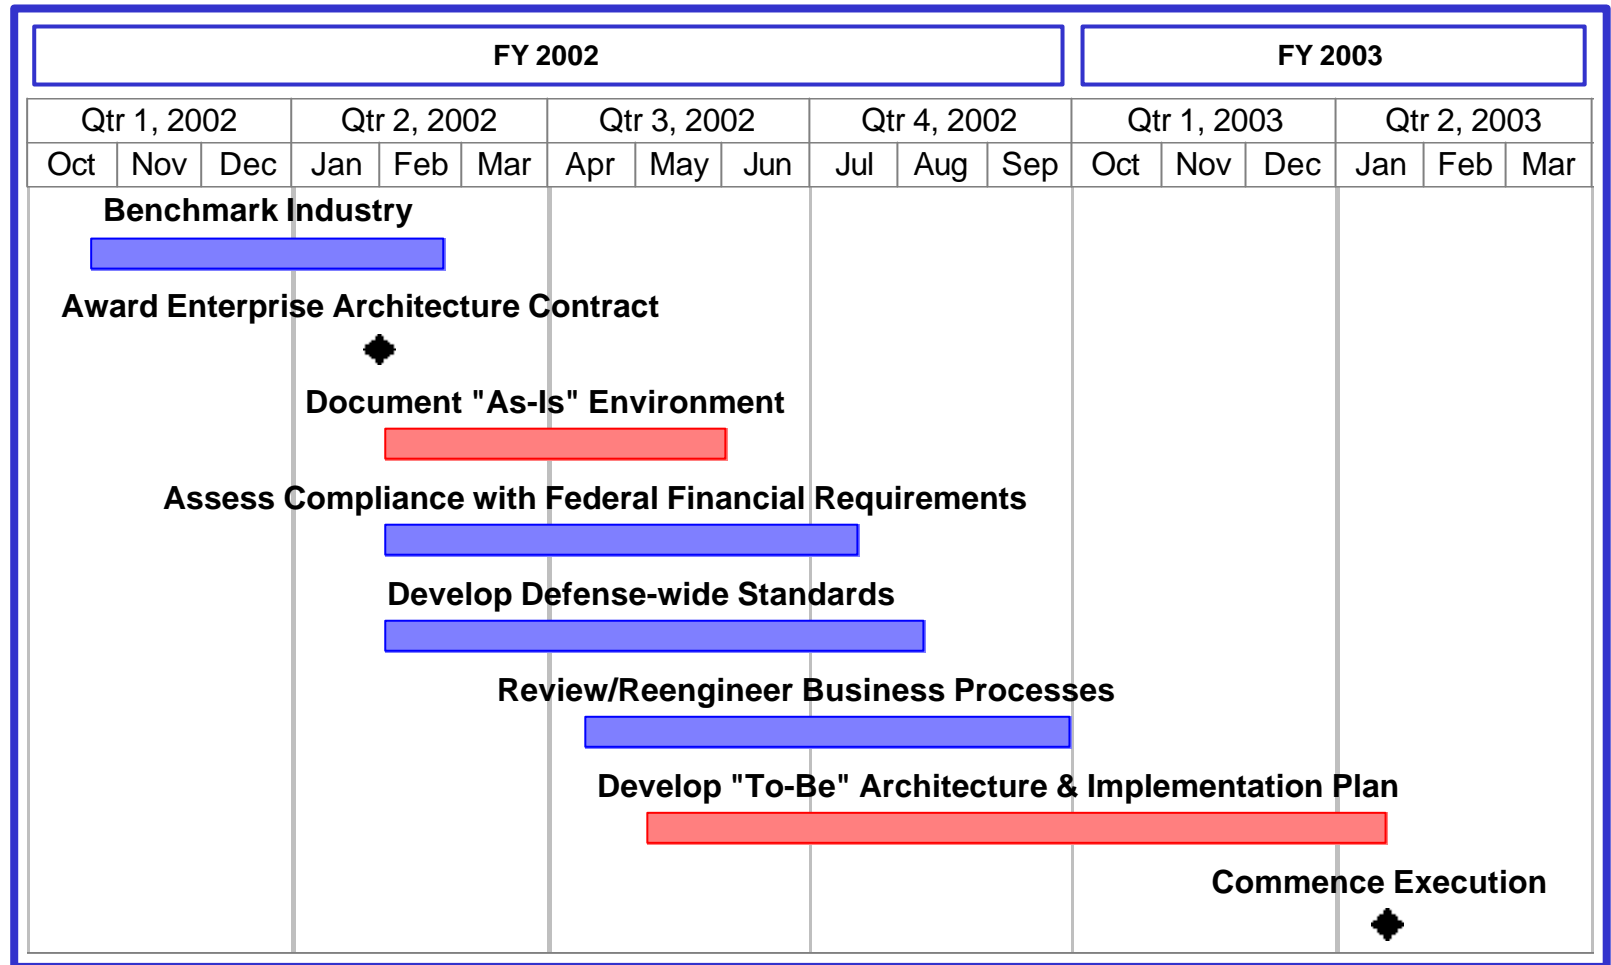 FY 2002 FY 2003
Qtr 1, 2002 Qtr 2, 2002 Qtr 3, 2002 Qtr 4, 2002 Qtr 1, 2003 Qtr 2, 2003
Oct Nov Dec Jan Feb Mar Apr May Jun Jul Aug Sep Oct Nov Dec Jan Feb Mar
Benchmark Industry
Award Enterprise Architecture Contract
Document "As-Is" Environment
Assess Compliance with Federal Financial Requirements
Develop Defense-wide Standards
Review/Reengineer Business Processes
Develop "To-Be" Architecture & Implementation Plan
Commence Execution